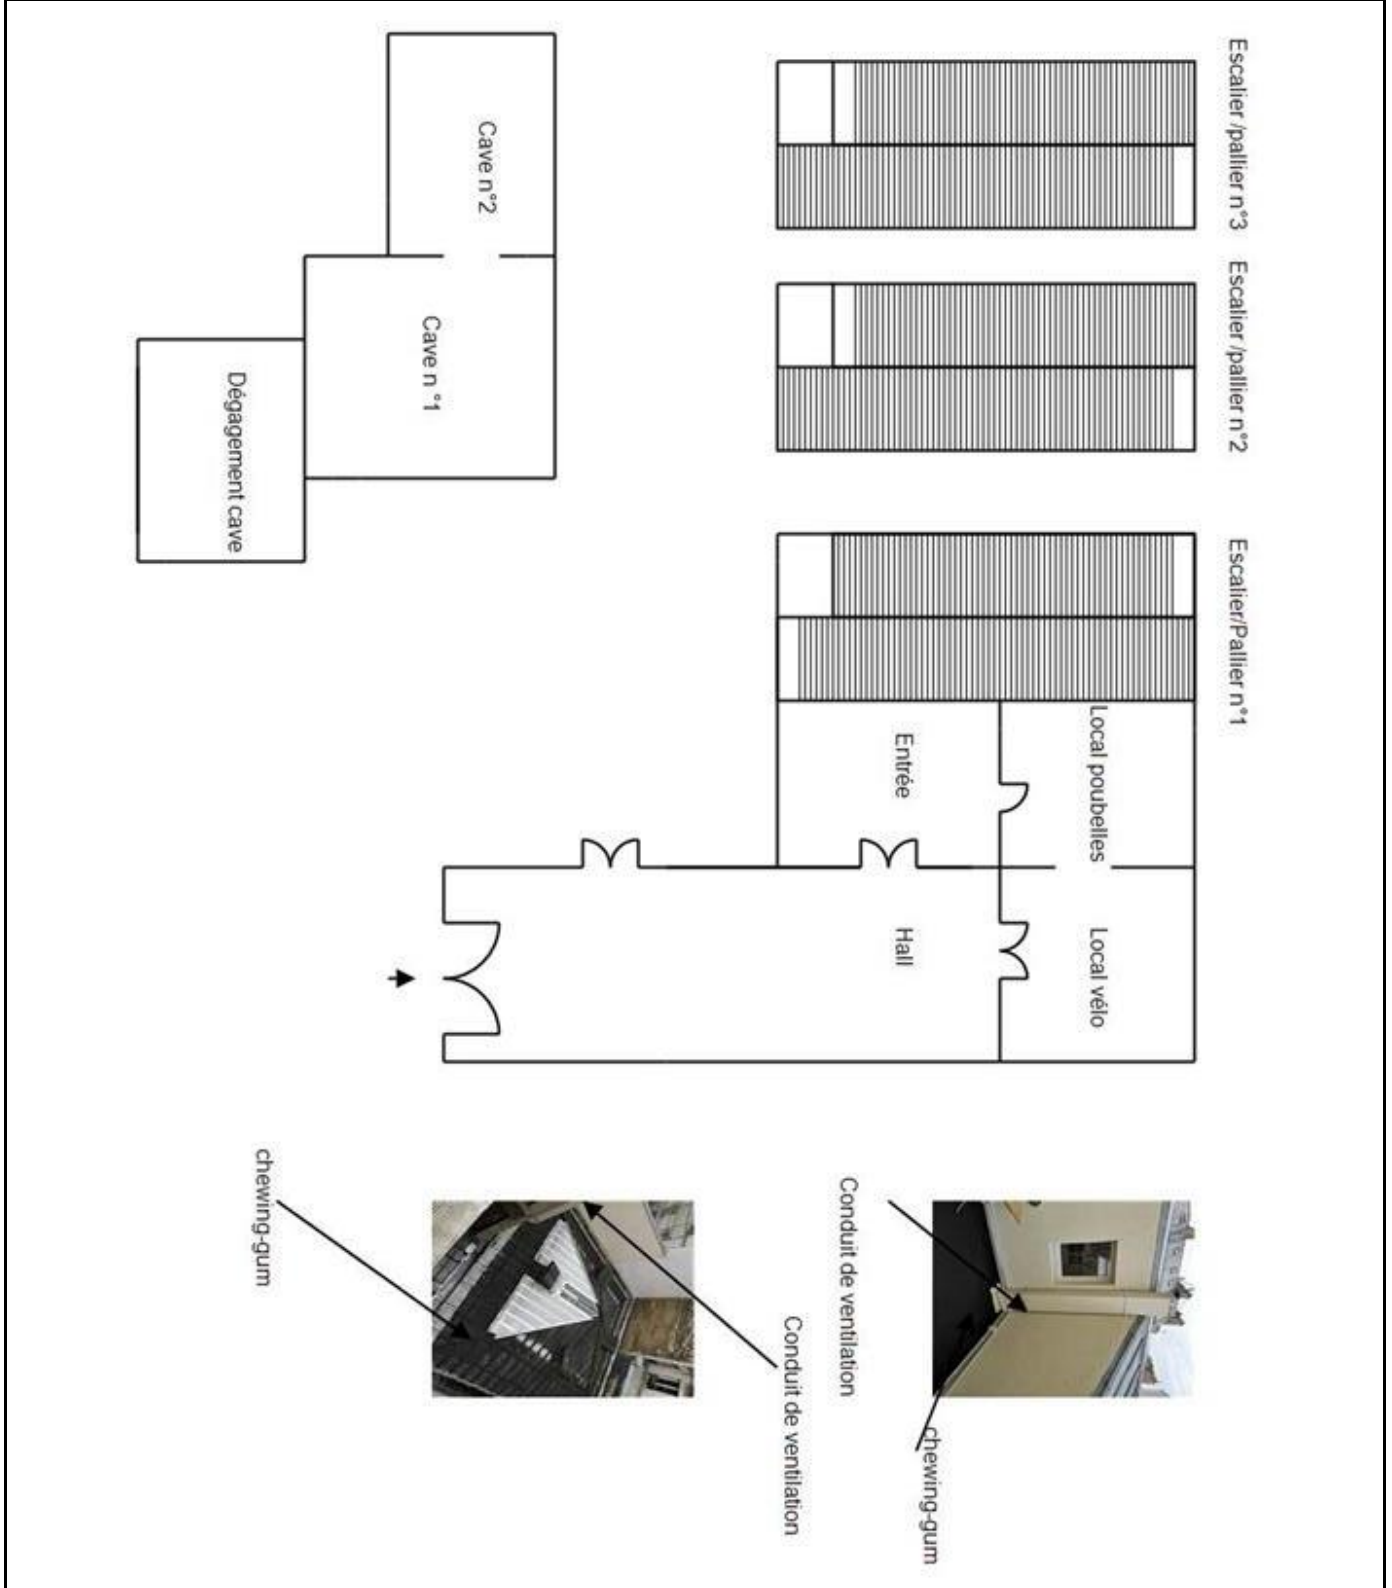 Escalier /pallier n°3
Escalier /pallier n°2
Escalier/Pallier n°1
Local poubelles
Local vélo
Entrée
Hall
Cave n°2
Cave n °1
Dégagement cave
Conduit de ventilation
chewing-gum
Conduit de ventilation
chewing-gum